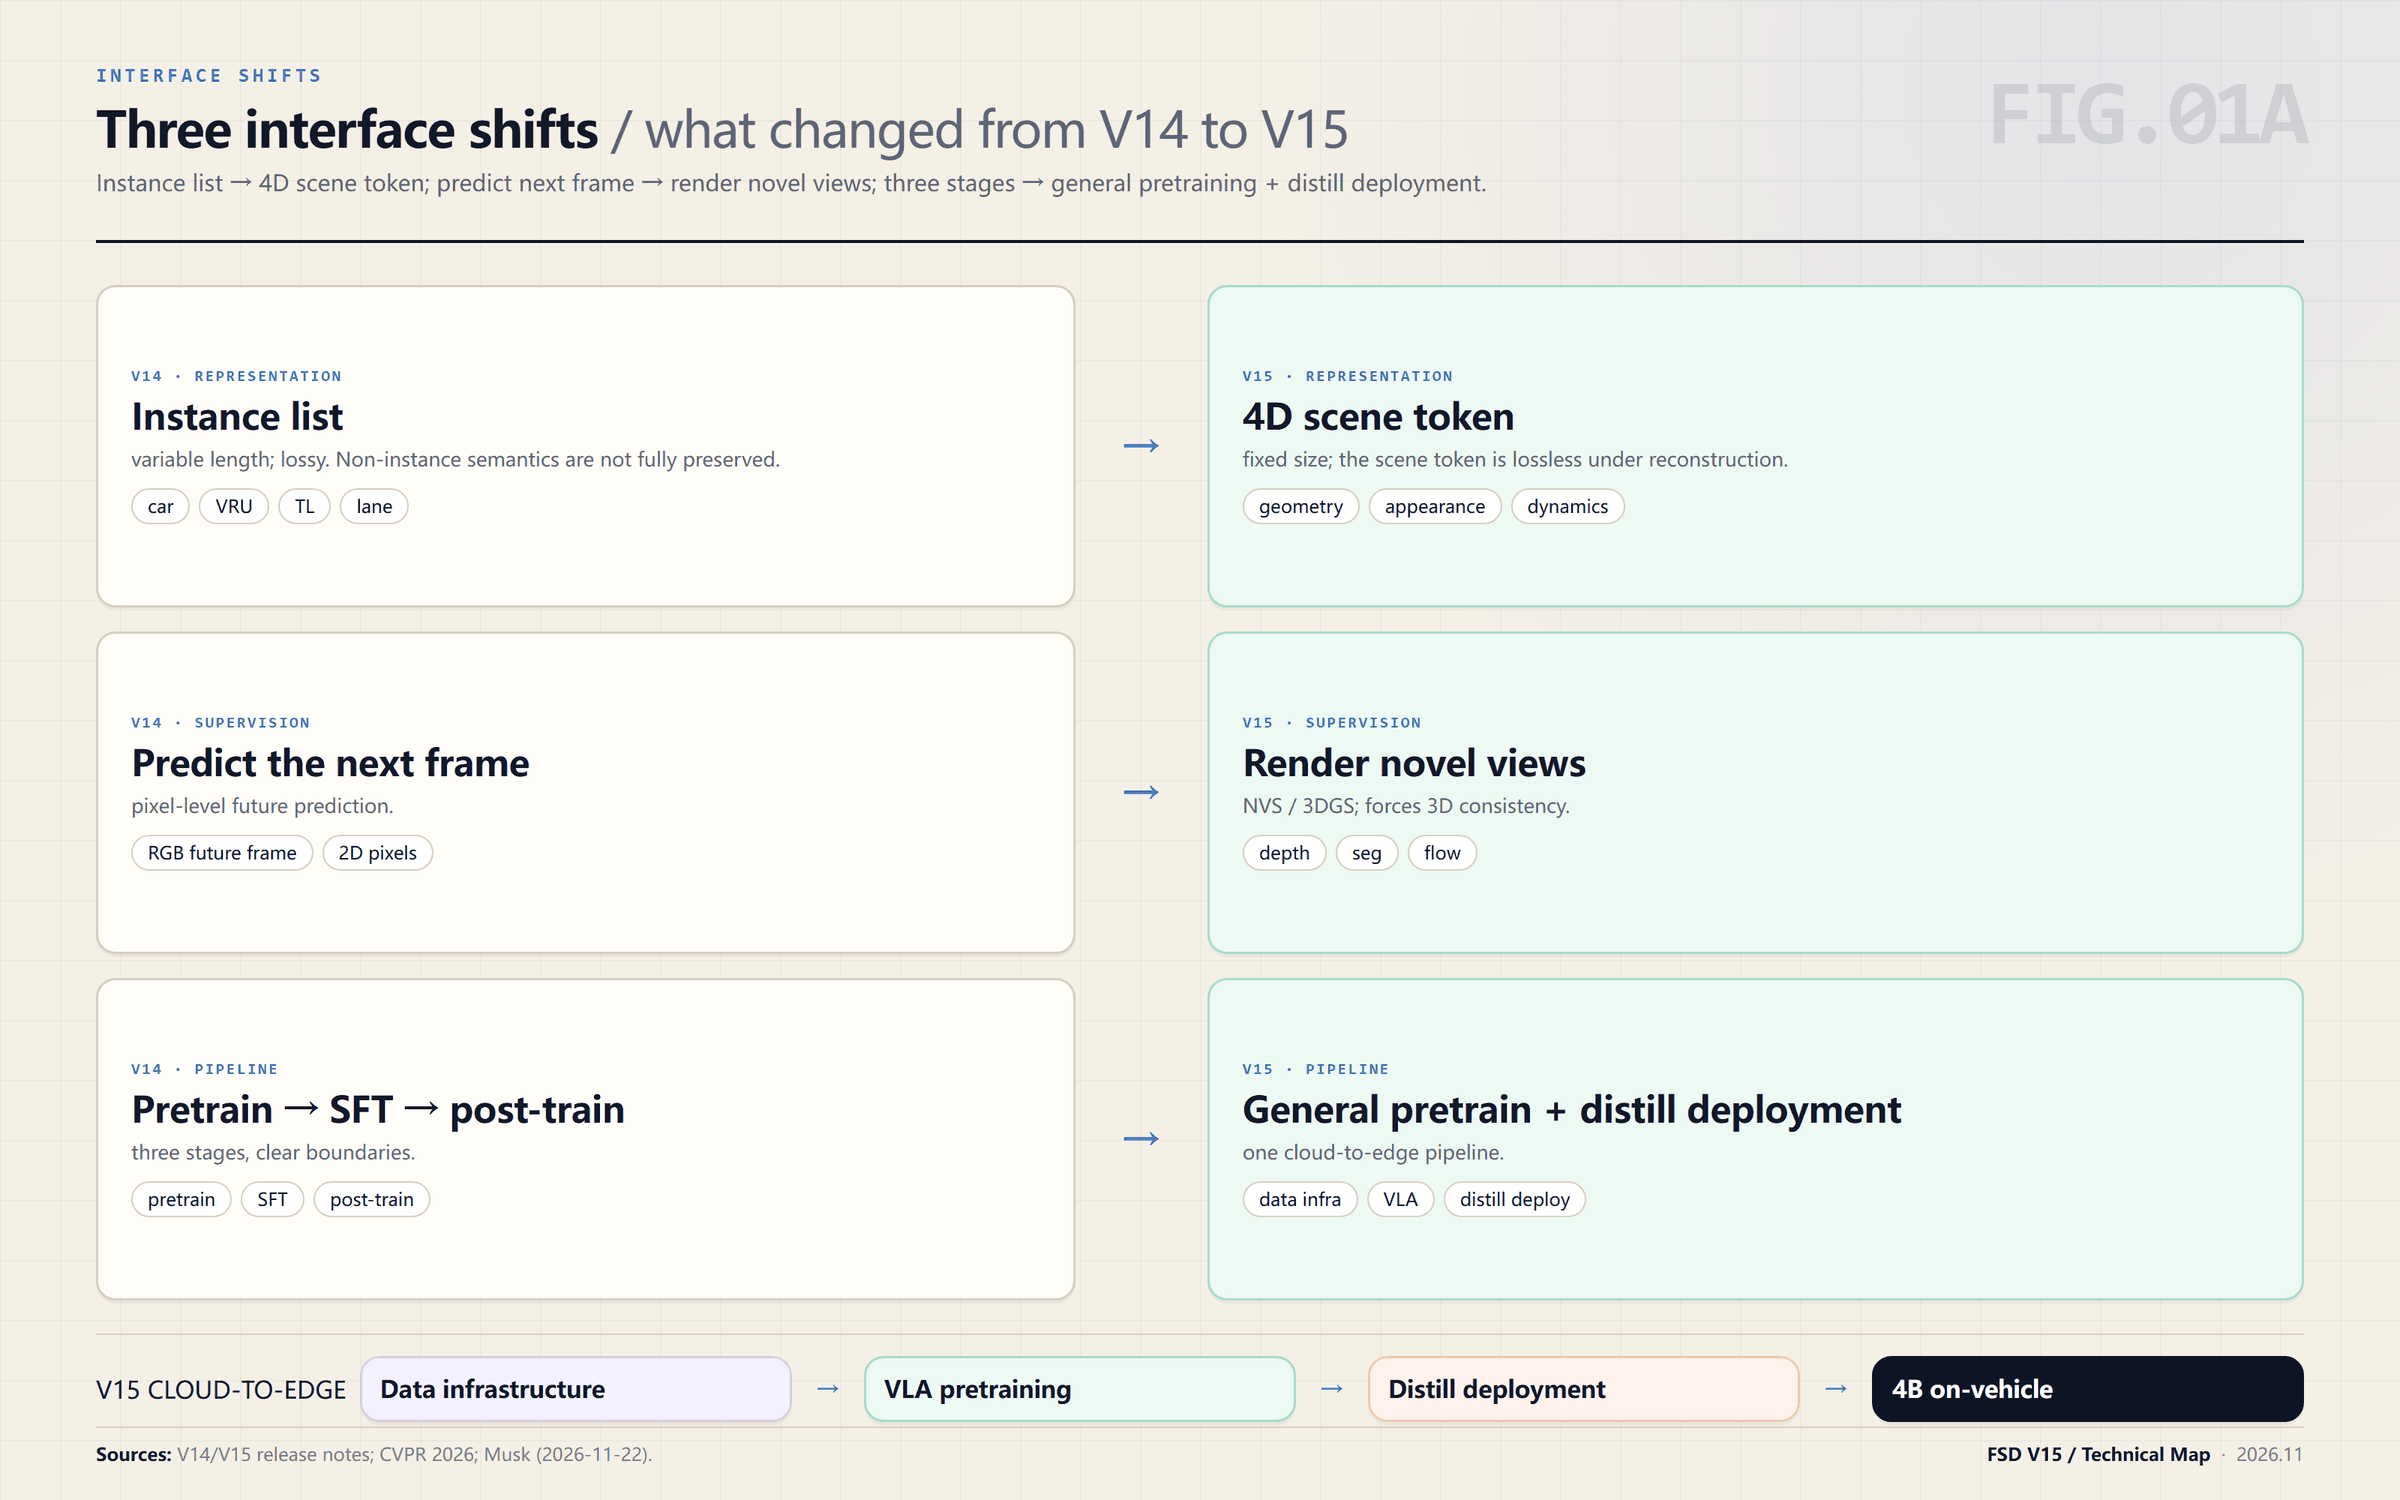 INTERFACE SHIFTS
FIG.01A
Three interface shifts / what changed from V14 to V15
Instance list → 4D scene token; predict next frame → render novel views; three stages → general pretraining + distill deployment.
V14 · REPRESENTATION
Instance list
variable length; lossy. Non-instance semantics are not fully preserved.
car VRU TL lane
→
V15 · REPRESENTATION
4D scene token
fixed size; the scene token is lossless under reconstruction.
geometry appearance dynamics
V14 · SUPERVISION
Predict the next frame
pixel-level future prediction.
RGB future frame 2D pixels
→
V15 · SUPERVISION
Render novel views
NVS / 3DGS; forces 3D consistency.
depth seg flow
V14 · PIPELINE
Pretrain → SFT → post-train
three stages, clear boundaries.
pretrain SFT post-train
→
V15 · PIPELINE
General pretrain + distill deployment
one cloud-to-edge pipeline.
data infra VLA distill deploy
V15 CLOUD-TO-EDGE Data infrastructure → VLA pretraining → Distill deployment → 4B on-vehicle
Sources: V14/V15 release notes; CVPR 2026; Musk (2026-11-22).
FSD V15 / Technical Map · 2026.11